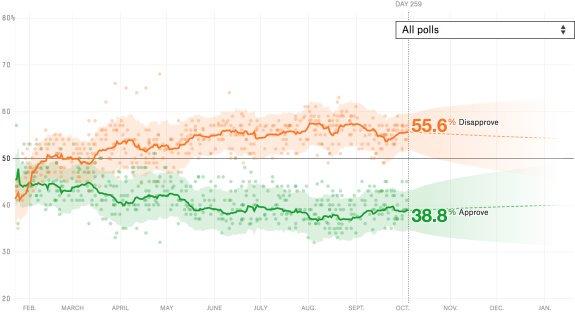 DAY 259
All polls
80%
70
60
50
40
30
20
55.6% Disapprove
38.8% Approve
FEB. MARCH APRIL MAY JUNE JULY AUG. SEPT. OCT. NOV. DEC. JAN.